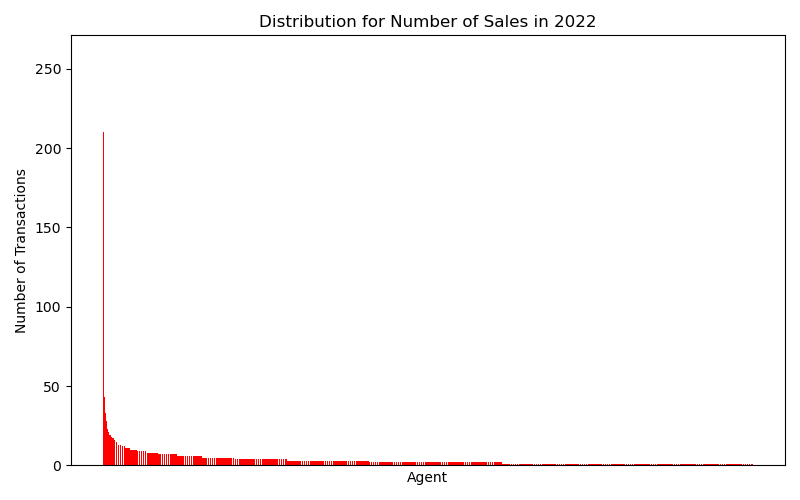 Distribution for Number of Sales in 2022
250
200
150
100
50
0
Number of Transactions
Agent